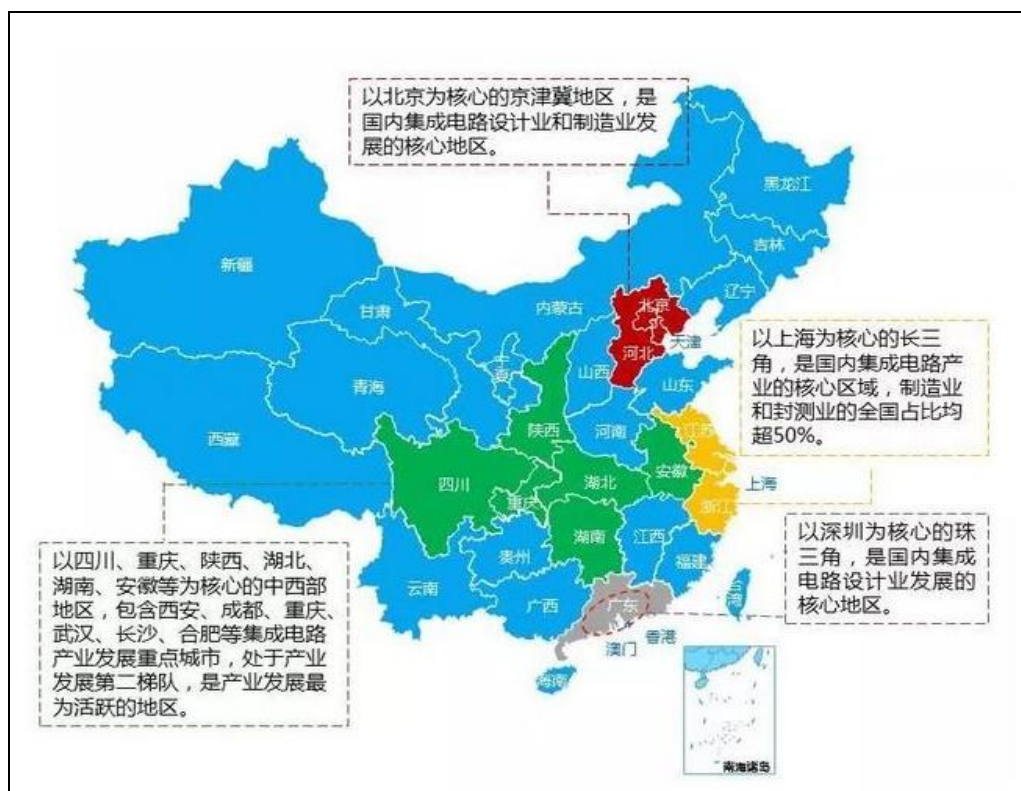 以北京为核心的京津冀地区，是
国内集成电路设计业和制造业发
展的核心地区。
黑龙江
吉林
辽宁
新疆
甘肃
内蒙古
北京
天津
河北
宁夏
山西
山东
青海
西藏
陕西
河南
江苏
以上海为核心的长三
角，是国内集成电路产
业的核心区域，制造业
和封测业的全国占比均
超50%。
四川
重庆
湖北
安徽
上海
浙江
湖南
江西
贵州
福建
云南
广西
广东
台湾
香港
澳门
海南
以深圳为核心的珠
三角，是国内集成
电路设计业发展的
核心地区。
以四川、重庆、陕西、湖北、
湖南、安徽等为核心的中西部
地区，包含西安、成都、重庆、
武汉、长沙、合肥等集成电路
产业发展重点城市，处于产业
发展第二梯队，是产业发展最
为活跃的地区。
南海诸岛